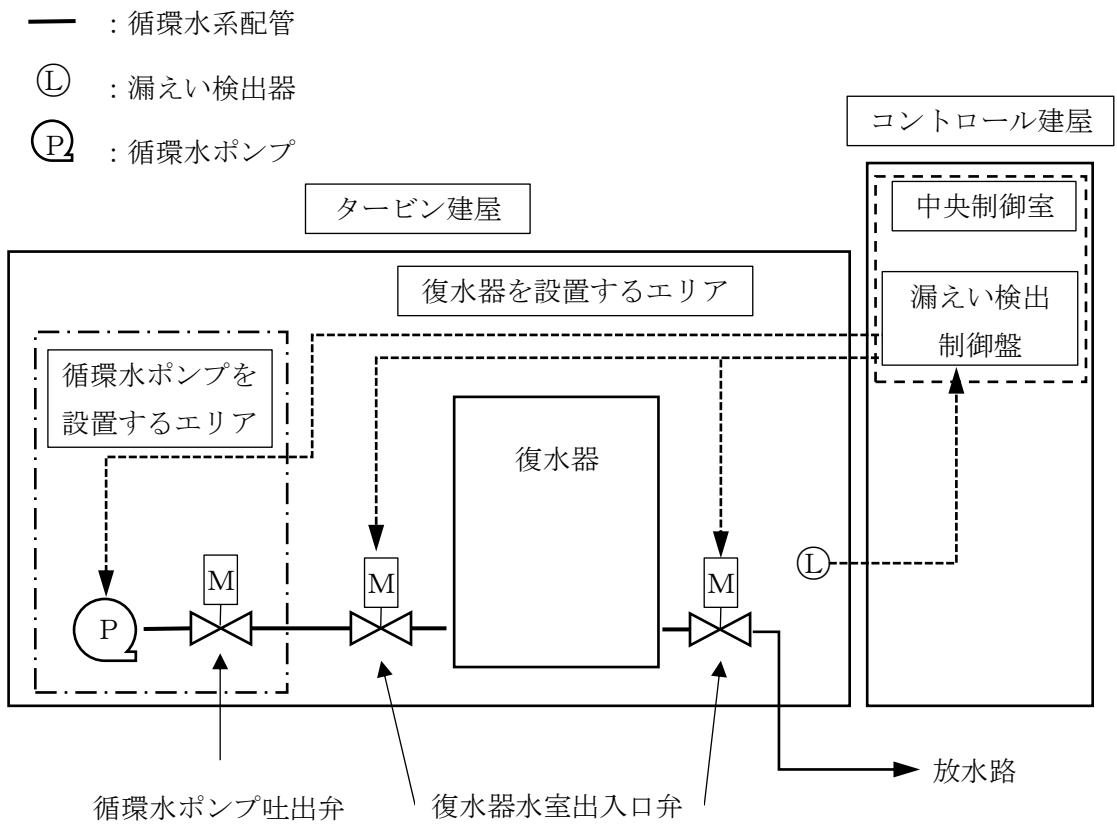 ：循環水系配管
L ：漏えい検出器
P ：循環水ポンプ
コントロール建屋
タービン建屋
中央制御室
復水器を設置するエリア
漏えい検出
制御盤
循環水ポンプを
設置するエリア
復水器
M
M
M
L
P
放水路
循環水ポンプ吐出弁
復水器水室出入口弁